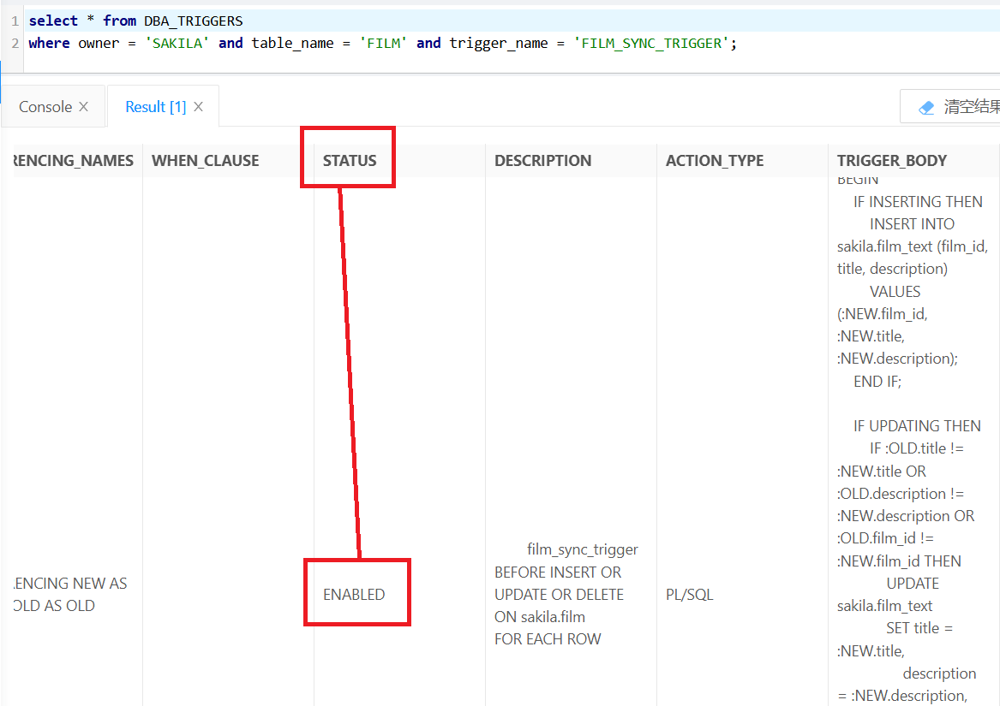 1 select * from DBA_TRIGGERS
2 where owner = 'SAKILA' and table_name = 'FILM' and trigger_name = 'FILM_SYNC_TRIGGER';
Console X
Result [1] X
清空结果
RENCING_NAMES WHEN_CLAUSE STATUS DESCRIPTION ACTION_TYPE TRIGGER_BODY
ENCING NEW AS
OLD AS OLD
ENABLED
film_sync_trigger
BEFORE INSERT OR
UPDATE OR DELETE
ON sakila.film
FOR EACH ROW
PL/SQL
BEGIN
IF INSERTING THEN
INSERT INTO
sakila.film_text (film_id,
title, description)
VALUES
(:NEW.film_id,
:NEW.title,
:NEW.description);
END IF;
IF UPDATING THEN
IF :OLD.title !=
:NEW.title OR
:OLD.description !=
:NEW.description OR
:OLD.film_id !=
:NEW.film_id THEN
UPDATE
sakila.film_text
SET title =
:NEW.title,
description
= :NEW.description,